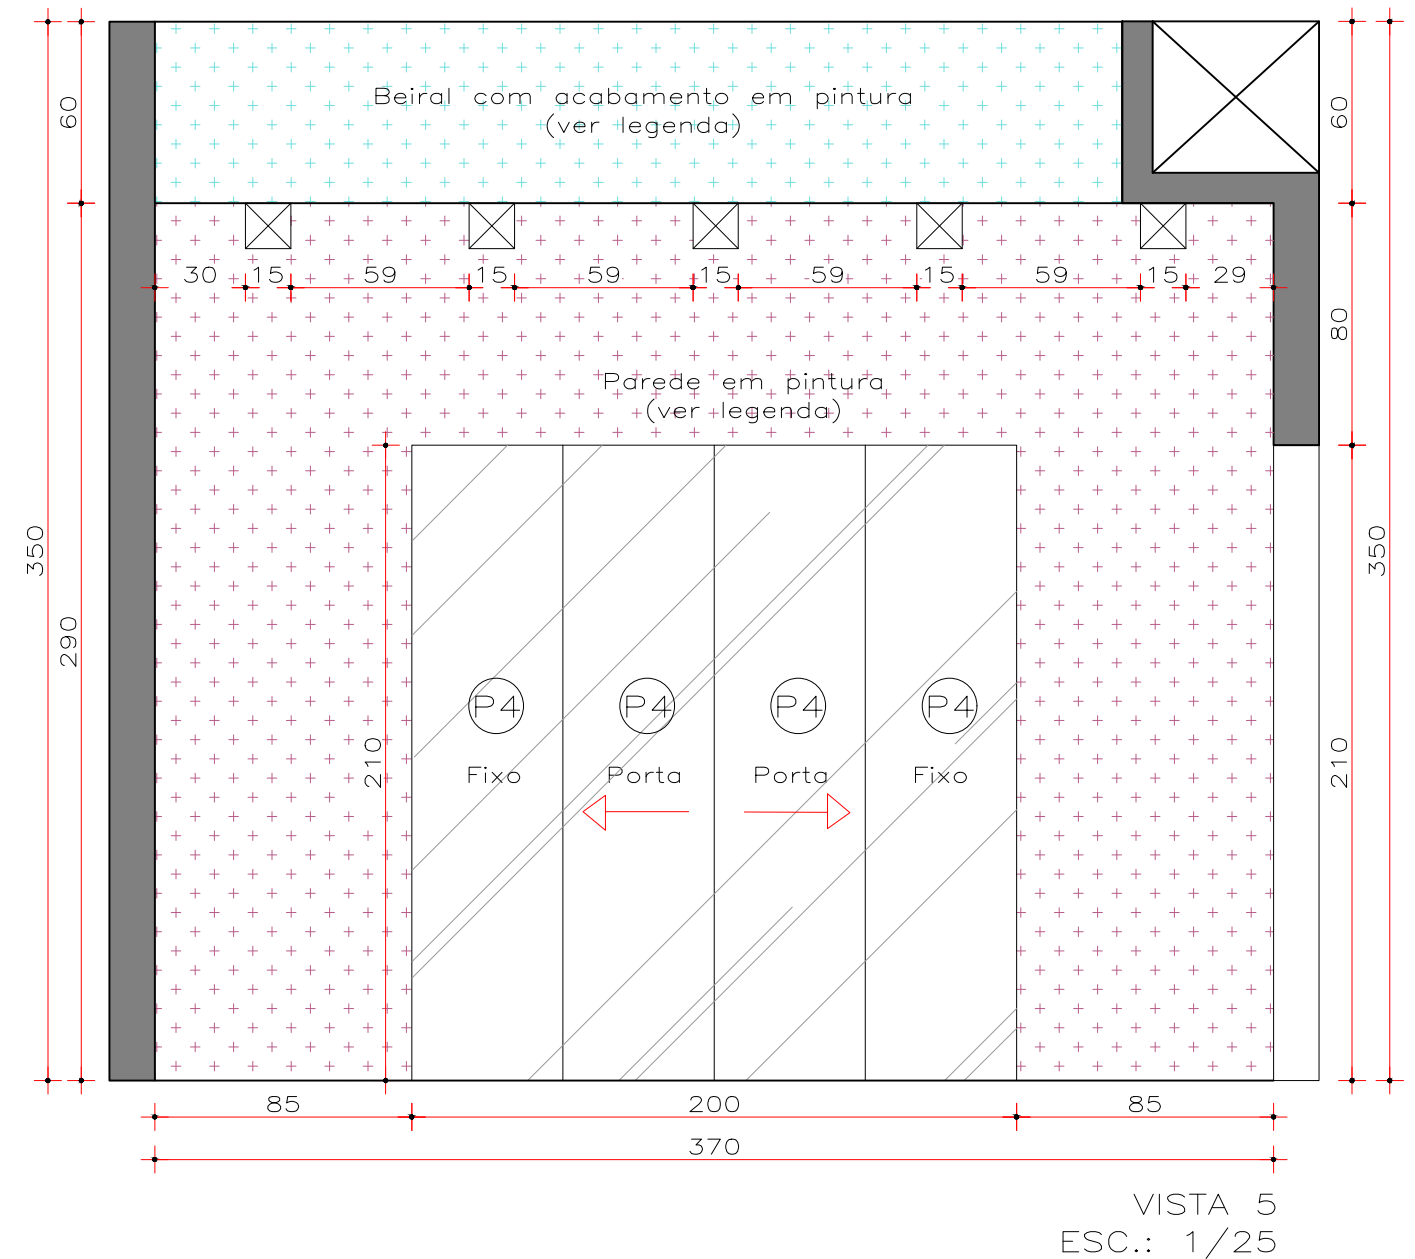 60
Beiral com acabamento em pintura
(ver legenda)
60
30 15 59 15 59 15 59 15 59 15 29
80
Parede em pintura
(ver legenda)
350
290
210
P4 P4 P4 P4
Fixo Porta Porta Fixo
350
210
85 200 85
370
VISTA 5
ESC.: 1/25